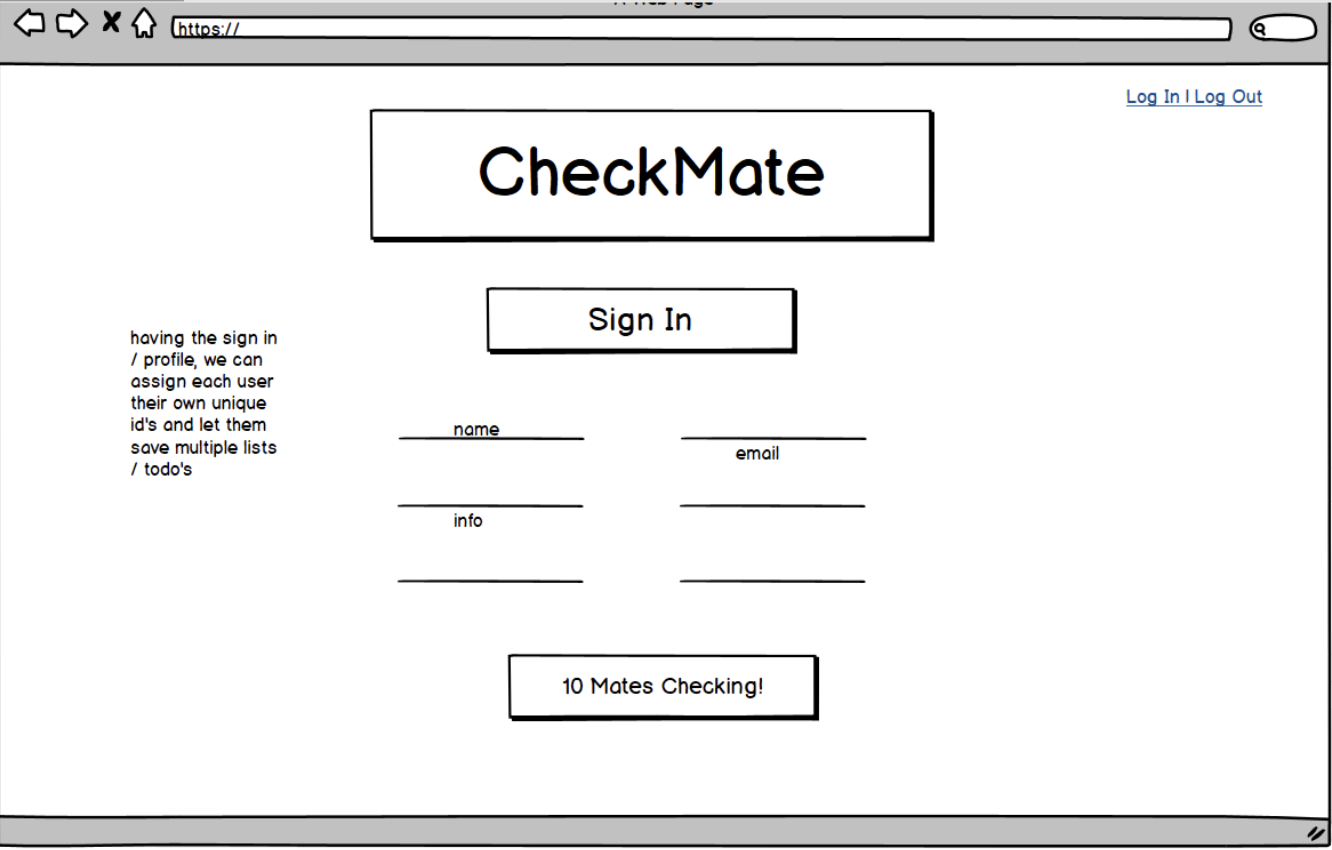 https://
Log In | Log Out
CheckMate
Sign In
having the sign in
/ profile, we can
assign each user
their own unique
id's and let them
save multiple lists
/ todo's
name
email
info
10 Mates Checking!